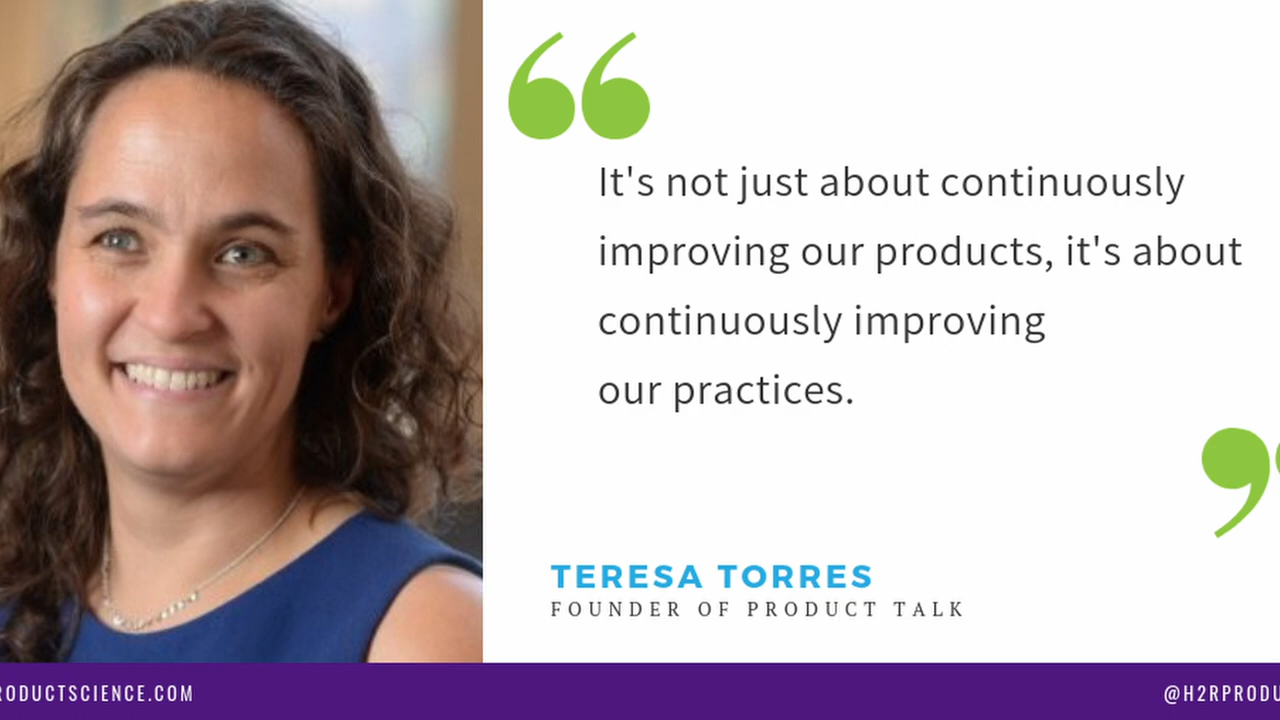 It's not just about continuously
improving our products, it's about
continuously improving
our practices.
TERESA TORRES
FOUNDER OF PRODUCT TALK
RODUCTSCIENCE.COM
@H2RPRODU